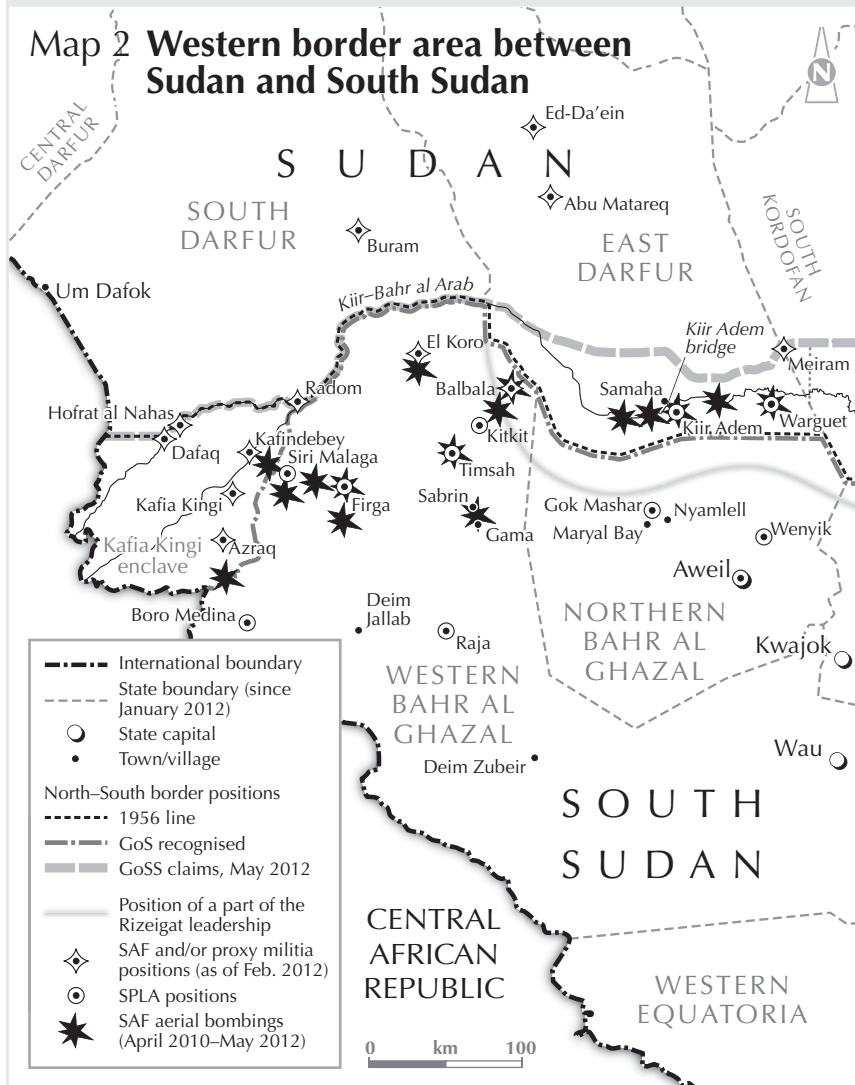 Map 2 Western border area between
Sudan and South Sudan
N
CENTRAL
DARFUR
Ed-Da'ein
SUDAN
Abu Matareq
SOUTH
DARFUR
Buram
EAST
DARFUR
SOUTH
KORDOFAN
Um Dafok
Kiir–Bahr al Arab
Kiir Adem
bridge
El Koro
Meiram
Radom
Balbala
Samaha
Hofrat al Nahas
Kiir Adem
Warguet
Dafaq
Kafindebey
Kitkit
Siri Malaga
Timsah
Kafia Kingi
Firga
Sabrin
Gama
Gok Mashar
Nyamlell
Maryal Bay
Wenyik
Kafia Kingi
enclave
Azraq
Aweil
Boro Medina
Deim
Jallab
Raja
NORTHERN
BAHR AL
GHAZAL
Kwajok
WESTERN
BAHR AL
GHAZAL
Wau
Deim Zubeir
SOUTH
SUDAN
CENTRAL
AFRICAN
REPUBLIC
WESTERN
EQUATORIA
International boundary
State boundary (since
January 2012)
State capital
Town/village
North–South border positions
1956 line
GoS recognised
GoSS claims, May 2012
Position of a part of the
Rizeigat leadership
SAF and/or proxy militia
positions (as of Feb. 2012)
SPLA positions
SAF aerial bombings
(April 2010–May 2012)
0 km 100